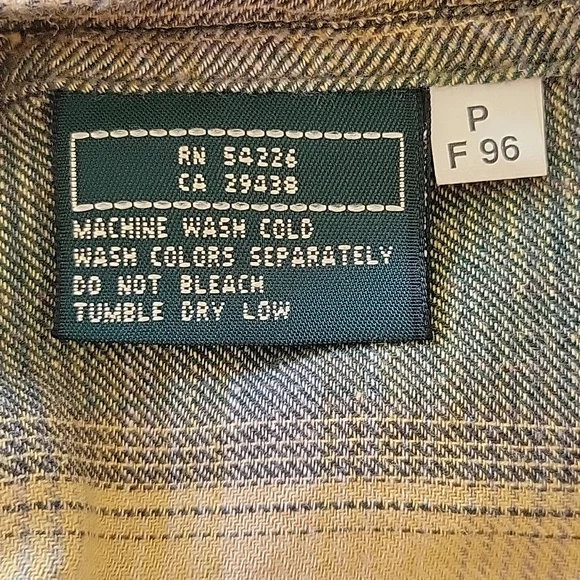 RN 54226
CA 29438
MACHINE WASH COLD
WASH COLORS SEPARATELY
DO NOT BLEACH
TUMBLE DRY LOW
P
F 96